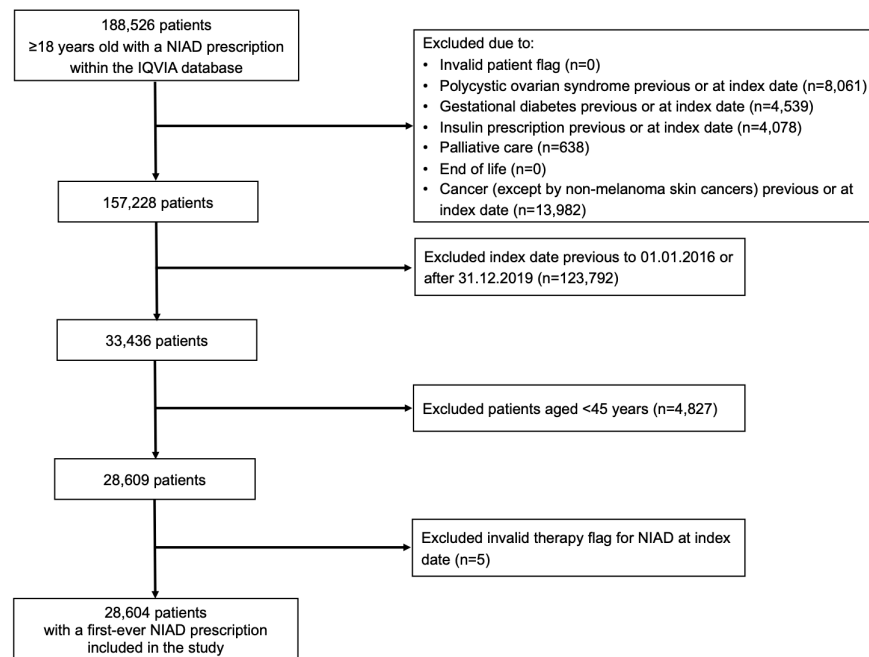 188,526 patients
≥18 years old with a NIAD prescription
within the IQVIA database
Excluded due to:
• Invalid patient flag (n=0)
• Polycystic ovarian syndrome previous or at index date (n=8,061)
• Gestational diabetes previous or at index date (n=4,539)
• Insulin prescription previous or at index date (n=4,078)
• Palliative care (n=638)
• End of life (n=0)
• Cancer (except by non-melanoma skin cancers) previous or at
index date (n=13,982)
157,228 patients
Excluded index date previous to 01.01.2016 or
after 31.12.2019 (n=123,792)
33,436 patients
Excluded patients aged <45 years (n=4,827)
28,609 patients
Excluded invalid therapy flag for NIAD at index
date (n=5)
28,604 patients
with a first-ever NIAD prescription
included in the study